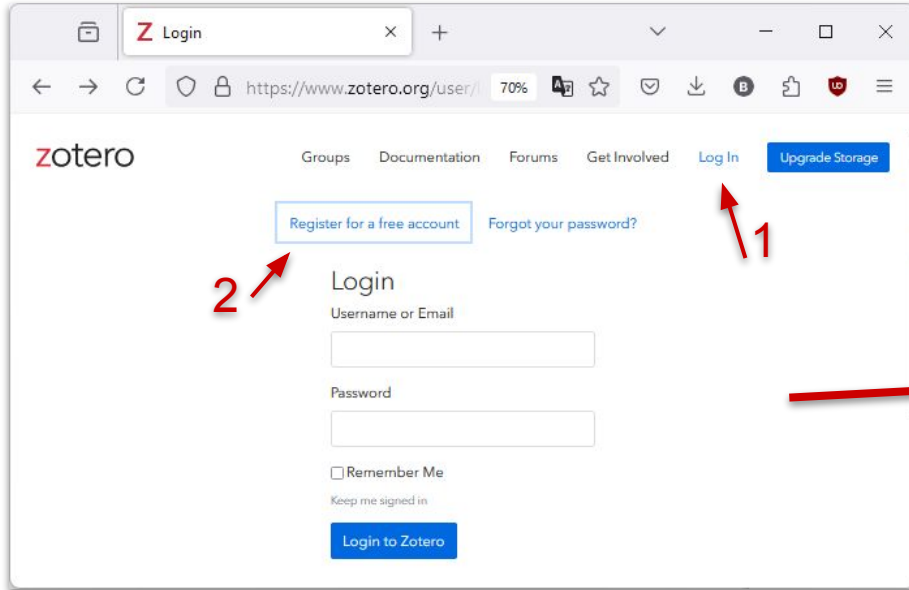 Z Login
https://www.zotero.org/user/ 70%
zotero Groups Documentation Forums Get Involved Log In Upgrade Storage
Register for a free account Forgot your password?
1
2
Login
Username or Email
Password
Remember Me
Keep me signed in
Login to Zotero